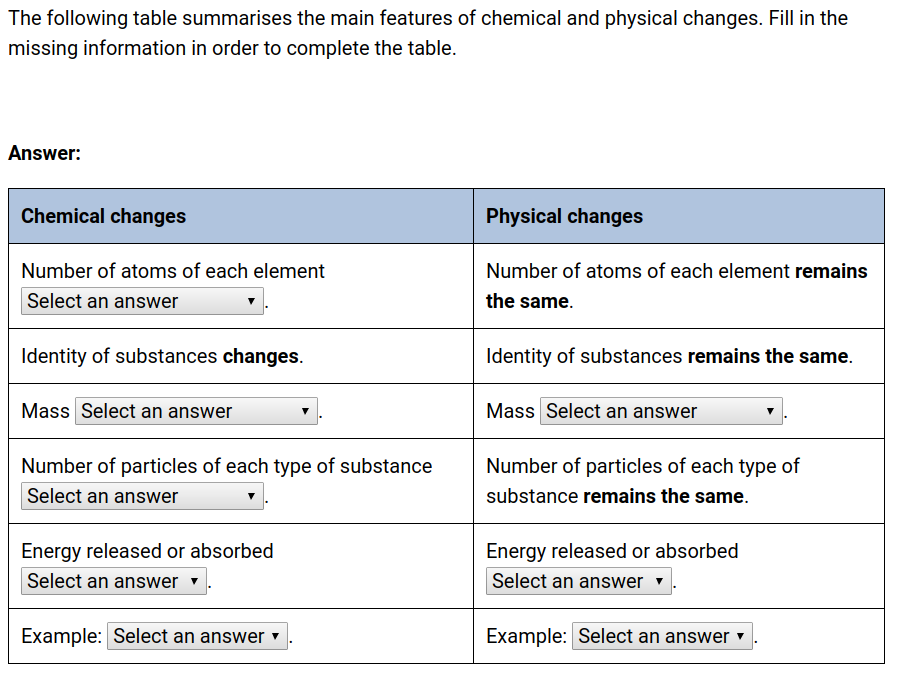 The following table summarises the main features of chemical and physical changes. Fill in the
missing information in order to complete the table.
Answer:
Chemical changes
Physical changes
Number of atoms of each element
Select an answer.
Number of atoms of each element remains
the same.
Identity of substances changes.
Identity of substances remains the same.
Mass Select an answer.
Mass Select an answer.
Number of particles of each type of substance
Select an answer.
Number of particles of each type of
substance remains the same.
Energy released or absorbed
Select an answer.
Energy released or absorbed
Select an answer.
Example: Select an answer.
Example: Select an answer.